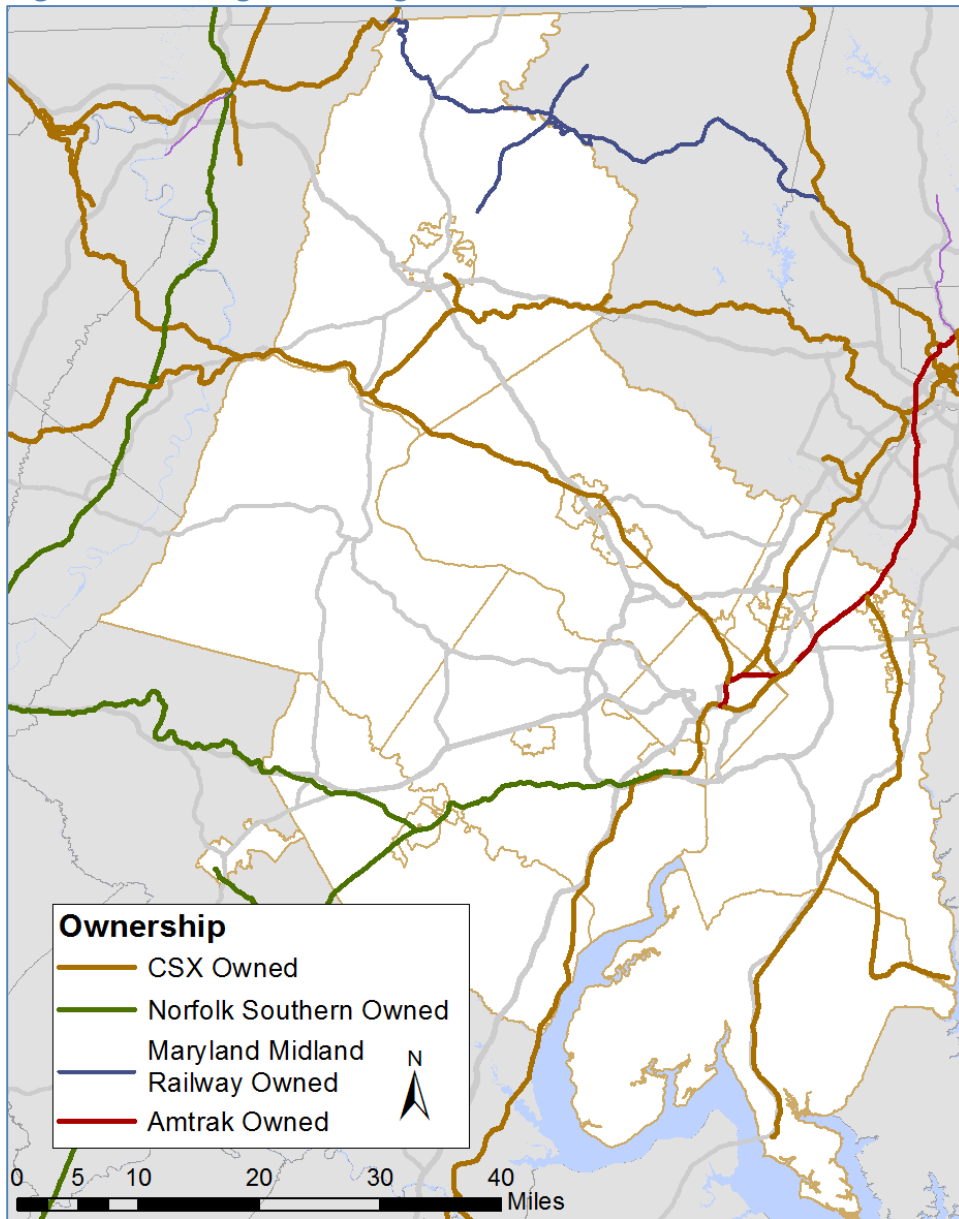 Ownership
CSX Owned
Norfolk Southern Owned
Maryland Midland
Railway Owned
Amtrak Owned
N
0 5 10 20 30 40
Miles